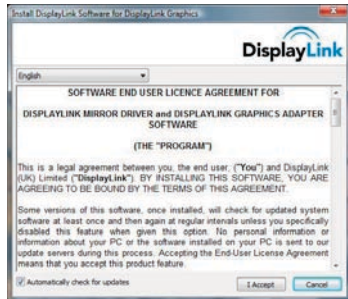 Install DisplayLink Software for DisplayLink Graphics
DisplayLink
English
SOFTWARE END USER LICENCE AGREEMENT FOR
DISPLAYLINK MIRROR DRIVER and DISPLAYLINK GRAPHICS ADAPTER
SOFTWARE
(THE "PROGRAM")
This is a legal agreement between you, the end user, ("You") and DisplayLink
(UK) Limited ("DisplayLink"). BY INSTALLING THIS SOFTWARE, YOU ARE
AGREEING TO BE BOUND BY THE TERMS OF THIS AGREEMENT.
Some versions of this software, once installed, will check for updated system
software at least once and then again at regular intervals unless you specifically
disabled this feature when given this option. No personal information or
information about your PC or the software installed on your PC is sent to our
update servers during this process. Accepting the End-User License Agreement
means that you accept this product feature.
Automatically check for updates
I Accept
Cancel